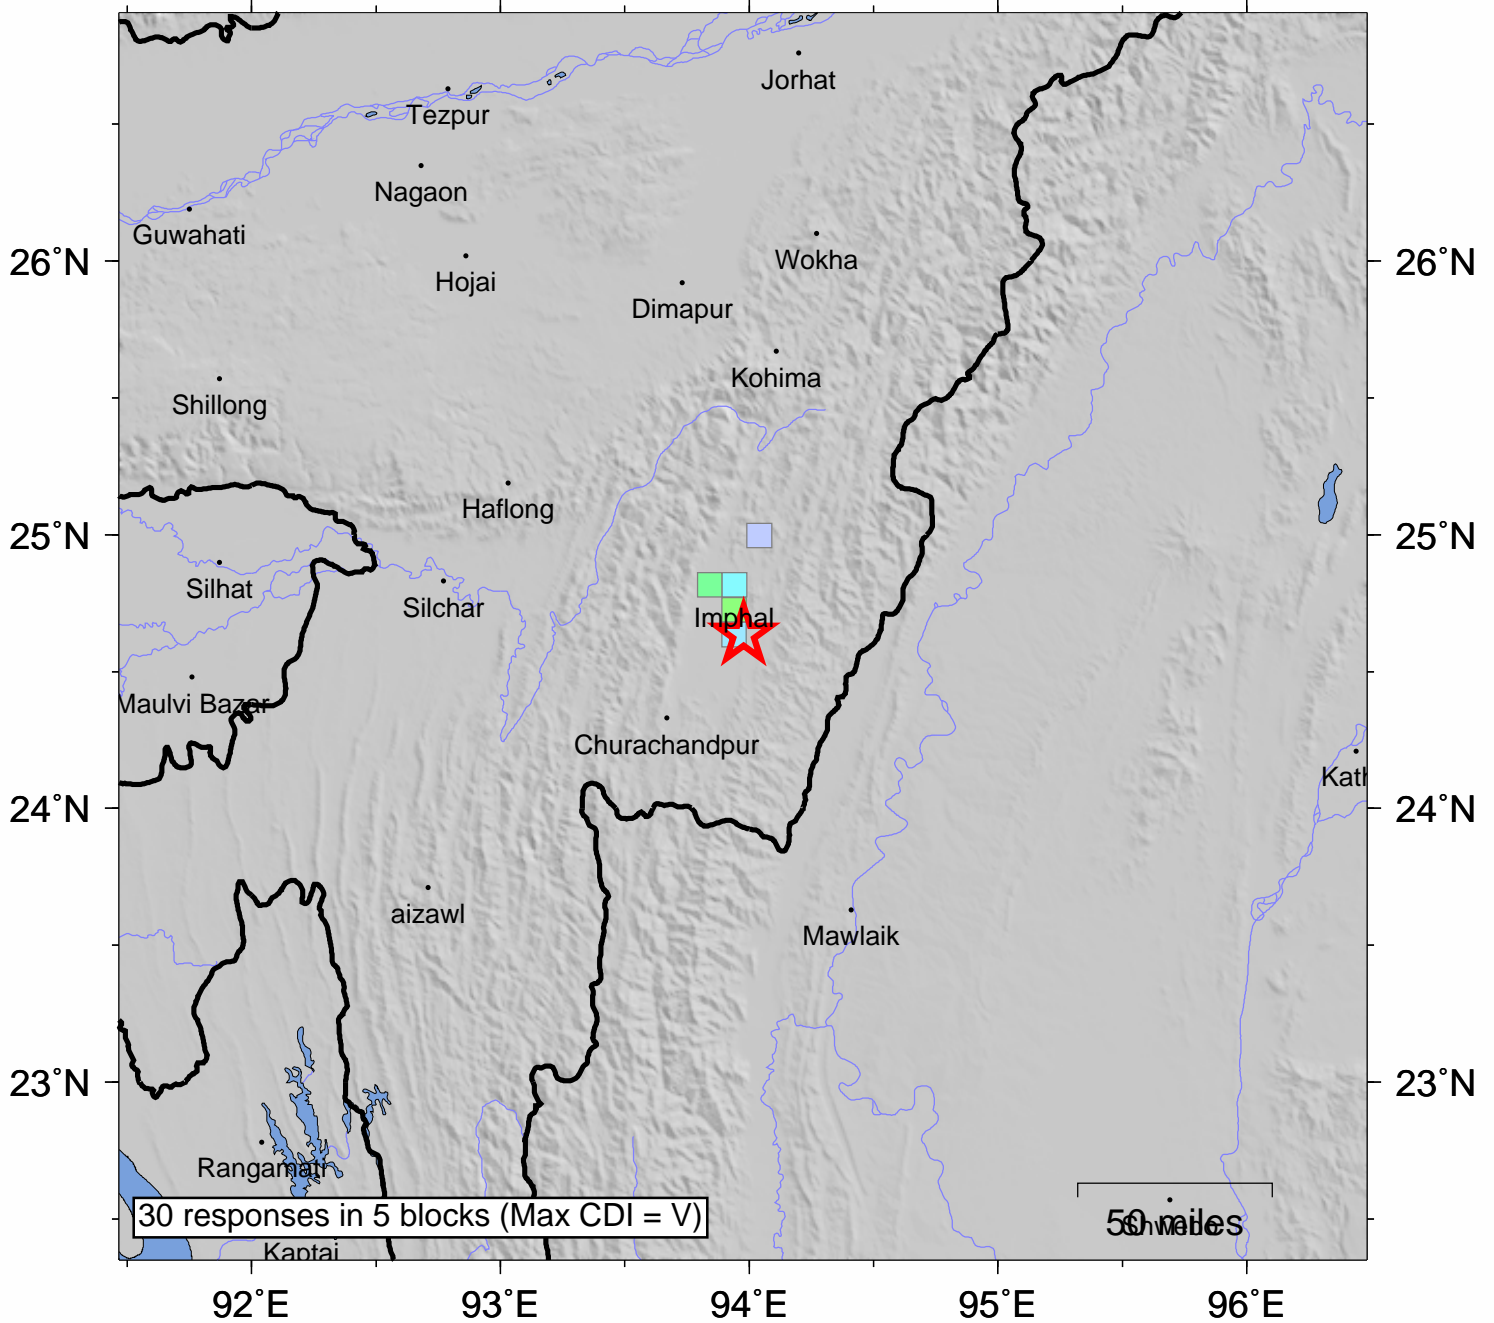 Jorhat
Tezpur
Nagaon
Guwahati
Wokha
26°N
26°N
Hojai
Dimapur
Kohima
Shillong
Haflong
25°N
25°N
Silhat
Silchar
Imphal
Maulvi Bazar
Churachandpur
Kath
24°N
24°N
aizawl
Mawlaik
23°N
23°N
Rangamati
30 responses in 5 blocks (Max CDI = V)
50 miles
Shwebo
Kaptai
92°E
93°E
94°E
95°E
96°E